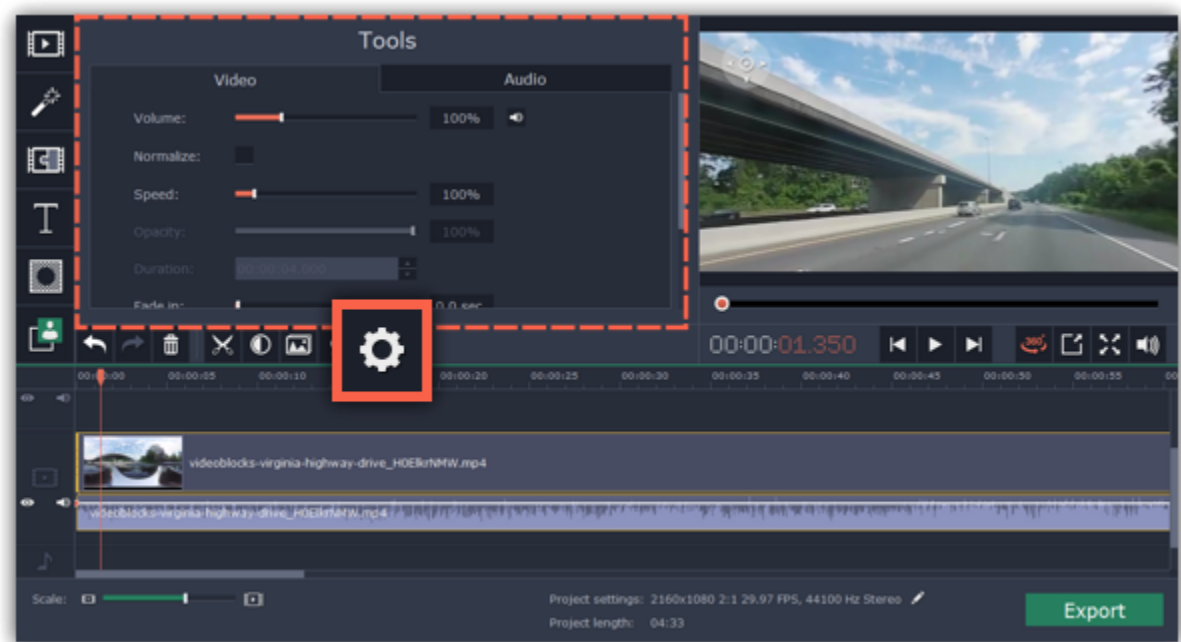 Tools
Video
Audio
Volume:
100%
Normalize:
Speed:
100%
Opacity:
100%
Duration:
00:00:04.000
Fade in:
0.0 sec
T
360°
00:00:01.350
00:00:05
00:00:10
00:00:20
00:00:25
00:00:30
00:00:35
00:00:40
00:00:45
00:00:50
00:00:55
videoblocks-virginia-highway-drive_H0ElkrNMW.mp4
videoblocks-virginia-highway-drive_H0ElkrNMW.mp4
Scale:
Project settings: 2160x1080 2:1 29.97 FPS, 44100 Hz Stereo
Project length: 04:33
Export